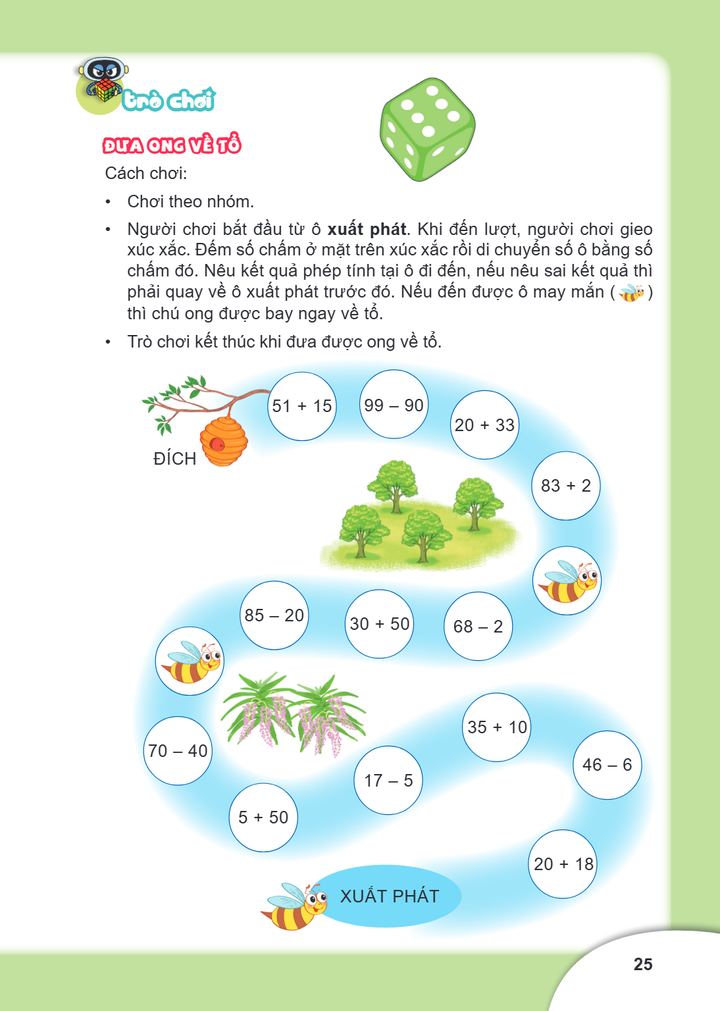 trò chơi
ĐƯA ONG VỀ TỔ
Cách chơi:
• Chơi theo nhóm.
• Người chơi bắt đầu từ ô xuất phát. Khi đến lượt, người chơi gieo
xúc xắc. Đếm số chấm ở mặt trên xúc xắc rồi di chuyển số ô bằng số
chấm đó. Nêu kết quả phép tính tại ô đi đến, nếu nêu sai kết quả thì
phải quay về ô xuất phát trước đó. Nếu đến được ô may mắn ( )
thì chú ong được bay ngay về tổ.
• Trò chơi kết thúc khi đưa được ong về tổ.
51 + 15
99 – 90
20 + 33
ĐÍCH
83 + 2
85 – 20
30 + 50
68 – 2
70 – 40
35 + 10
46 – 6
17 – 5
5 + 50
20 + 18
XUẤT PHÁT
25